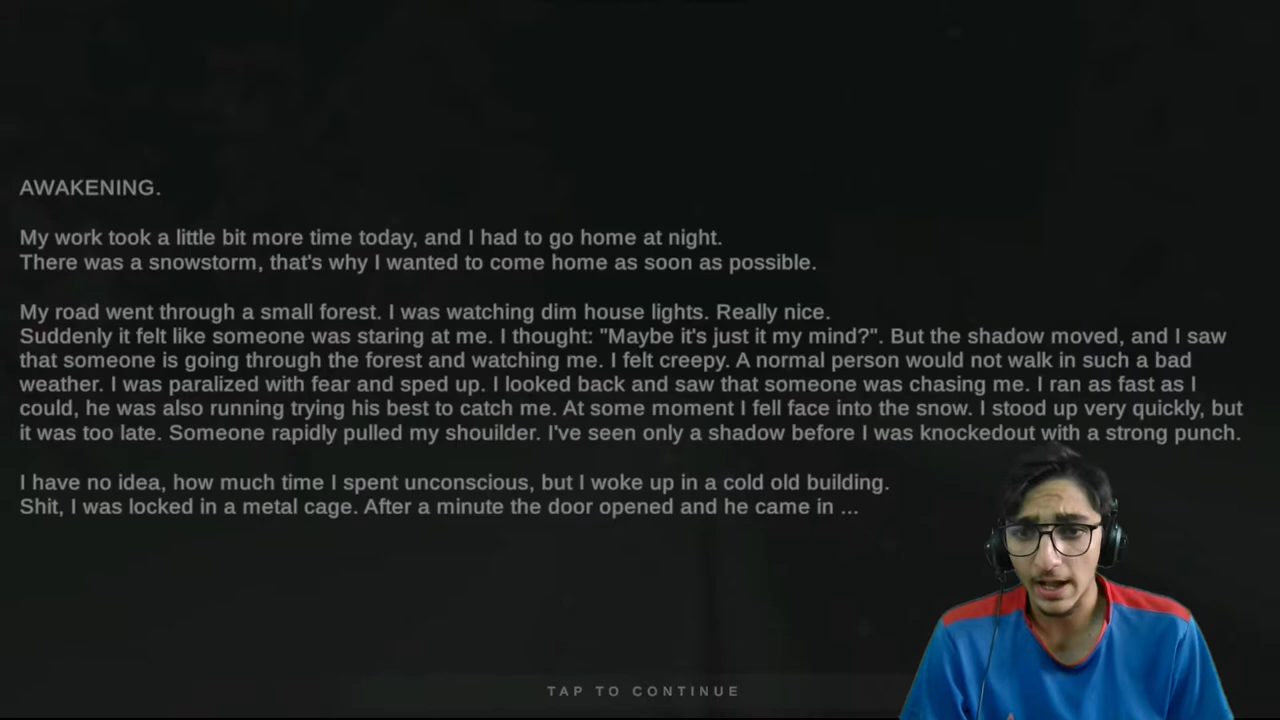 AWAKENING.
My work took a little bit more time today, and I had to go home at night.
There was a snowstorm, that's why I wanted to come home as soon as possible.
My road went through a small forest. I was watching dim house lights. Really nice.
Suddenly it felt like someone was staring at me. I thought: "Maybe it's just it my mind?". But the shadow moved, and I saw
that someone is going through the forest and watching me. I felt creepy. A normal person would not walk in such a bad
weather. I was paralized with fear and sped up. I looked back and saw that someone was chasing me. I ran as fast as I
could, he was also running trying his best to catch me. At some moment I fell face into the snow. I stood up very quickly, but
it was too late. Someone rapidly pulled my shouilder. I've seen only a shadow before I was knockedout with a strong punch.
I have no idea, how much time I spent unconscious, but I woke up in a cold old building.
Shit, I was locked in a metal cage. After a minute the door opened and he came in ...
TAP TO CONTINUE